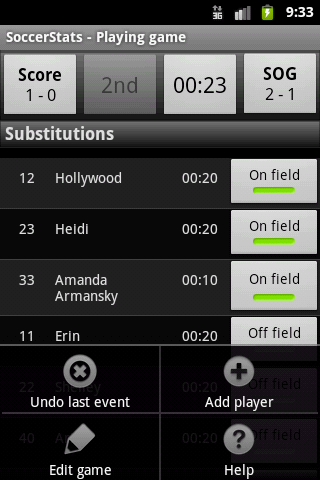 3G 9:33
SoccerStats - Playing game
Score 2nd 00:23 SOG
1 - 0 2 - 1
Substitutions
12 Hollywood 00:20 On field
23 Heidi 00:20 On field
33 Amanda Armansky 00:10 On field
11 Erin 00:20 Off field
22 00:20 Off field
Undo last event Add player
40 00:20 Off field
Edit game Help